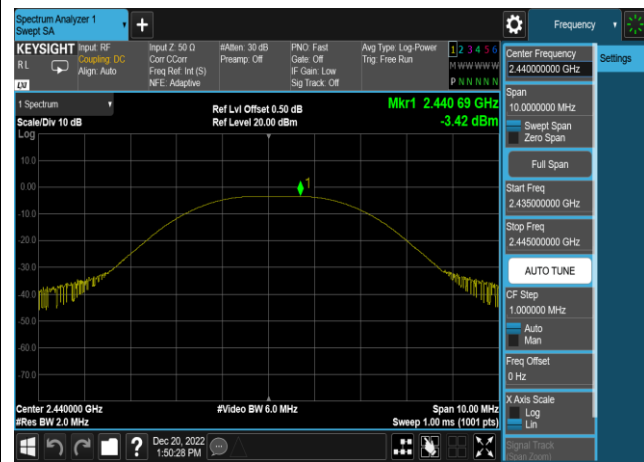 Spectrum Analyzer 1
Swept SA
+
Frequency
KEYSIGHT
RL
LXI
Input: RF
Coupling: DC
Align: Auto
Input Z: 50 Ω
Corr CCorr
Freq Ref: Int (S)
NFE: Adaptive
#Atten: 30 dB
Preamp: Off
PNO: Fast
Gate: Off
IF Gain: Low
Sig Track: Off
Avg Type: Log-Power
Trig: Free Run
1 2 3 4 5 6
M W W W W W
P N N N N N
1 Spectrum
Scale/Div 10 dB
Log
Ref Lvl Offset 0.50 dB
Ref Level 20.00 dBm
Mkr1 2.440 69 GHz
-3.42 dBm
10.0
0.00
-10.0
-20.0
-30.0
-40.0
-50.0
-60.0
-70.0
1
Center 2.440000 GHz
#Res BW 2.0 MHz
#Video BW 6.0 MHz
Span 10.00 MHz
Sweep 1.00 ms (1001 pts)
Dec 20, 2022
1:50:28 PM
Settings
Center Frequency
2.440000000 GHz
Span
10.0000000 MHz
Swept Span
Zero Span
Full Span
Start Freq
2.435000000 GHz
Stop Freq
2.445000000 GHz
AUTO TUNE
CF Step
1.000000 MHz
Auto
Man
Freq Offset
0 Hz
X Axis Scale
Log
Lin
Signal Track
(Span Zoom)